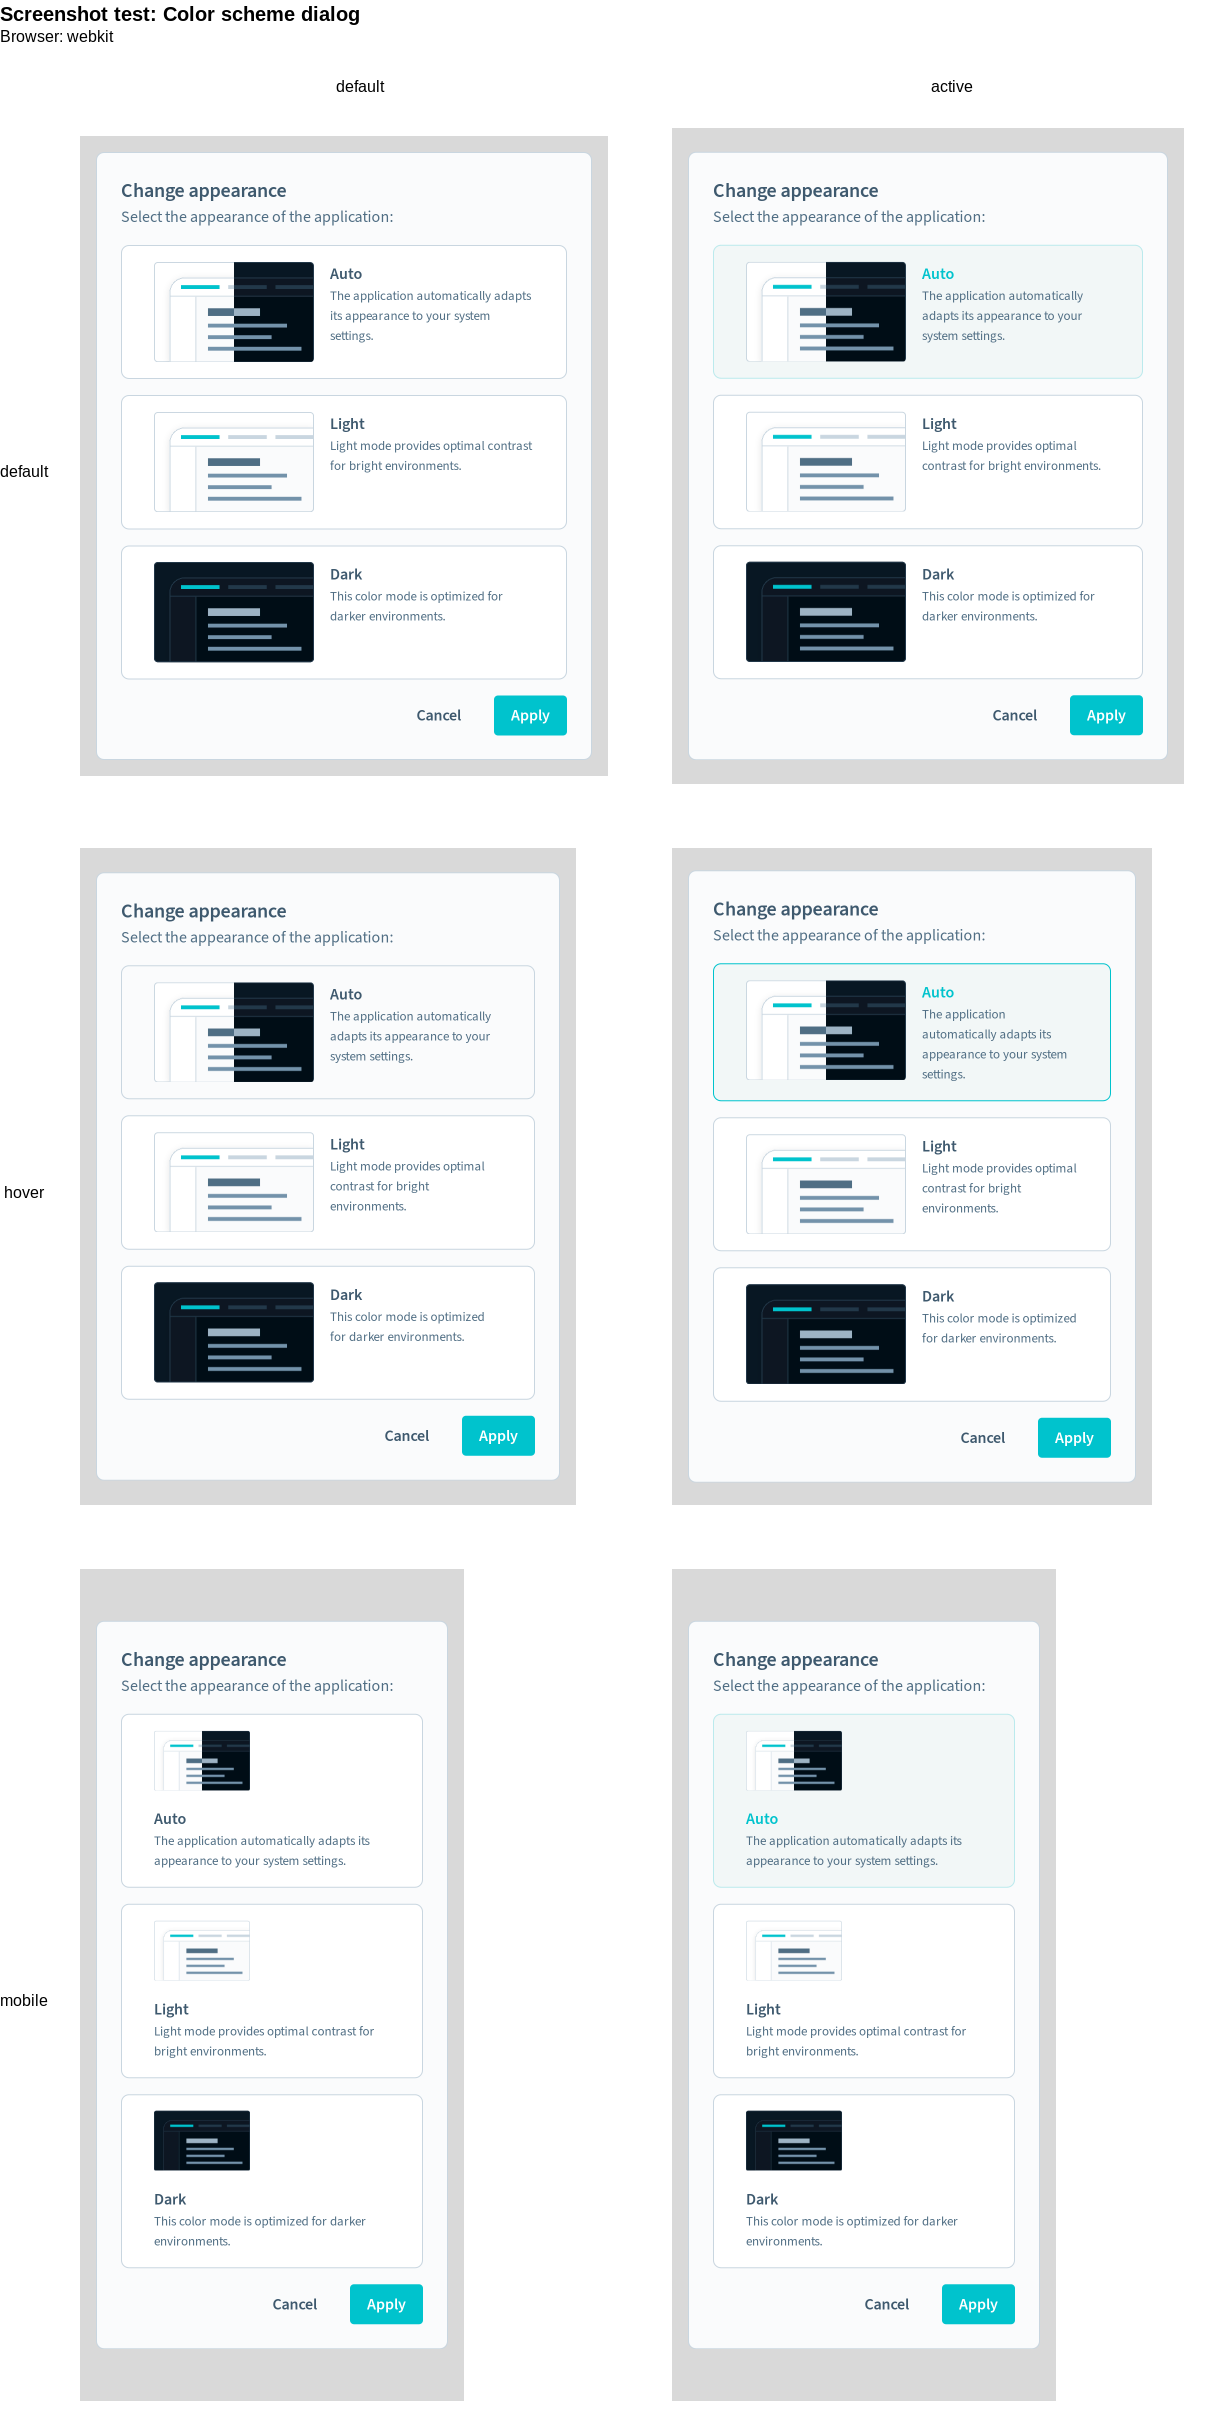 Screenshot test: Color scheme dialog
Browser: webkit
default
active
default
Change appearance
Select the appearance of the application:
Auto
The application automatically adapts
its appearance to your system
settings.
Light
Light mode provides optimal contrast
for bright environments.
Dark
This color mode is optimized for
darker environments.
Cancel
Apply
Change appearance
Select the appearance of the application:
Auto
The application automatically
adapts its appearance to your
system settings.
Light
Light mode provides optimal
contrast for bright environments.
Dark
This color mode is optimized for
darker environments.
Cancel
Apply
hover
Change appearance
Select the appearance of the application:
Auto
The application automatically
adapts its appearance to your
system settings.
Light
Light mode provides optimal
contrast for bright
environments.
Dark
This color mode is optimized
for darker environments.
Cancel
Apply
Change appearance
Select the appearance of the application:
Auto
The application
automatically adapts its
appearance to your system
settings.
Light
Light mode provides optimal
contrast for bright
environments.
Dark
This color mode is optimized
for darker environments.
Cancel
Apply
mobile
Change appearance
Select the appearance of the application:
Auto
The application automatically adapts its
appearance to your system settings.
Light
Light mode provides optimal contrast for
bright environments.
Dark
This color mode is optimized for darker
environments.
Cancel
Apply
Change appearance
Select the appearance of the application:
Auto
The application automatically adapts its
appearance to your system settings.
Light
Light mode provides optimal contrast for
bright environments.
Dark
This color mode is optimized for darker
environments.
Cancel
Apply